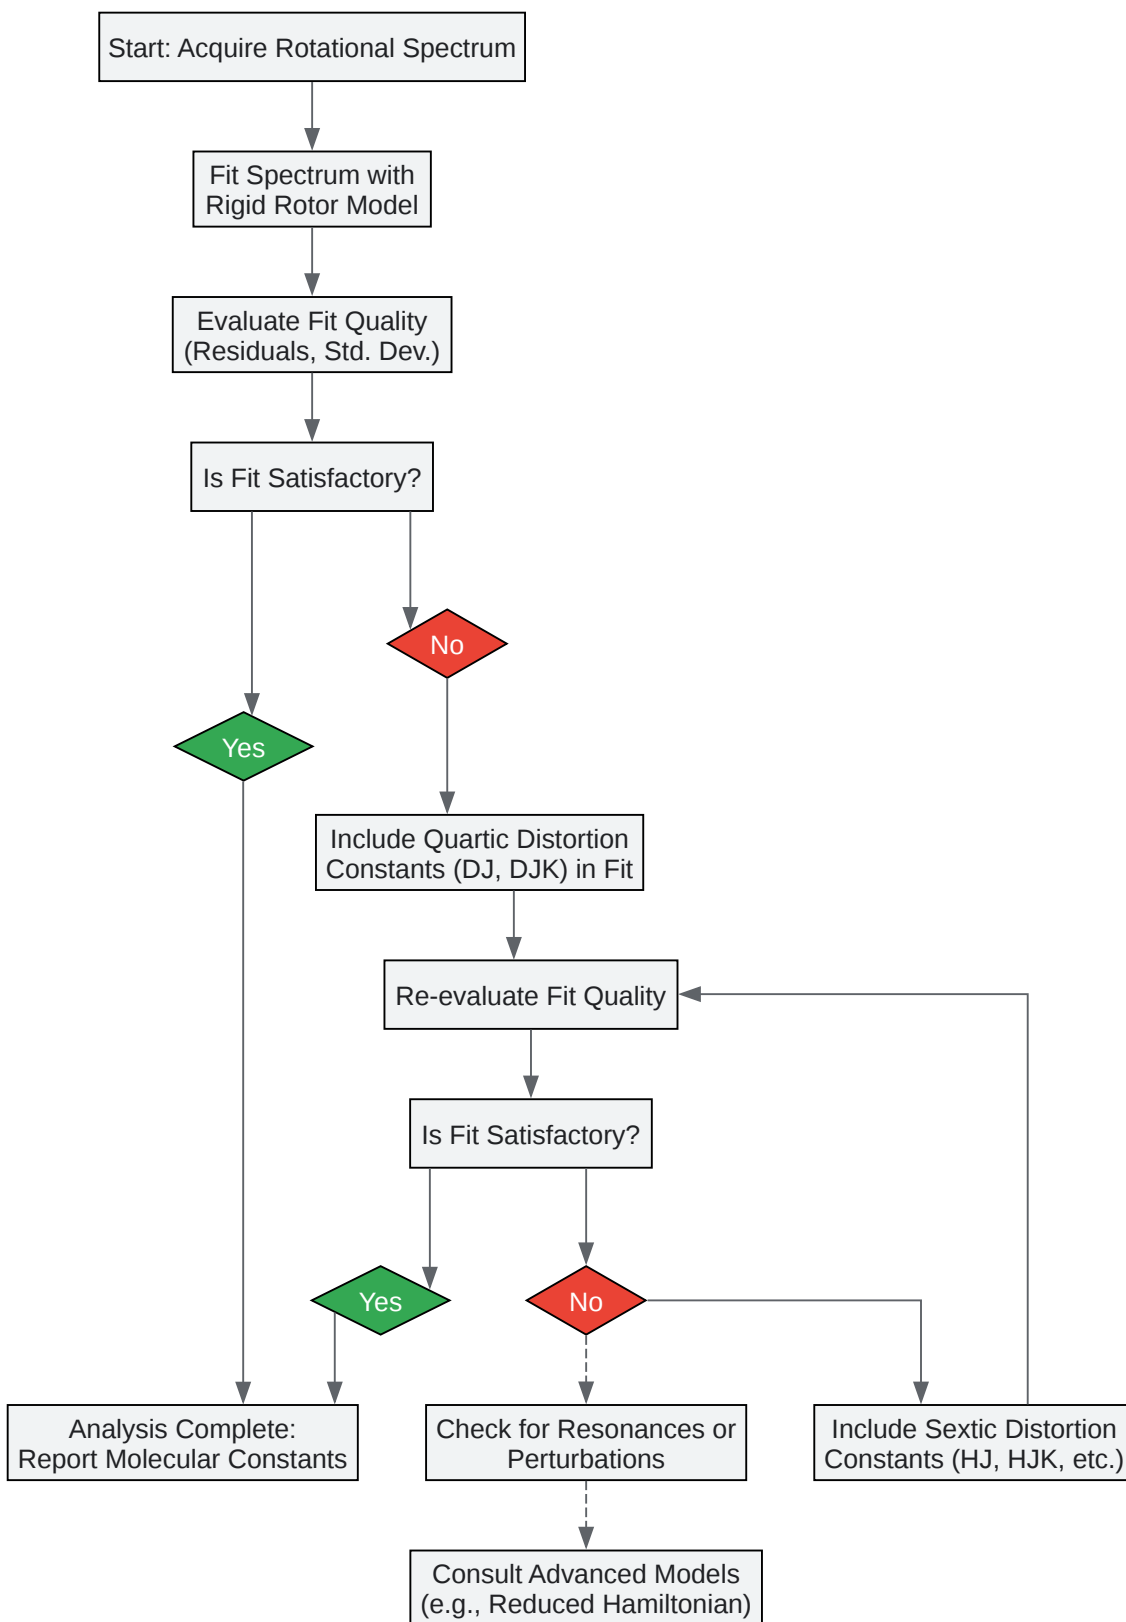 Start: Acquire Rotational Spectrum
Fit Spectrum with
Rigid Rotor Model
Evaluate Fit Quality
(Residuals, Std. Dev.)
Is Fit Satisfactory?
No
Yes
Include Quartic Distortion
Constants (DJ, DJK) in Fit
Re-evaluate Fit Quality
Is Fit Satisfactory?
Yes
No
Analysis Complete:
Report Molecular Constants
Check for Resonances or
Perturbations
Include Sextic Distortion
Constants (HJ, HJK, etc.)
Consult Advanced Models
(e.g., Reduced Hamiltonian)